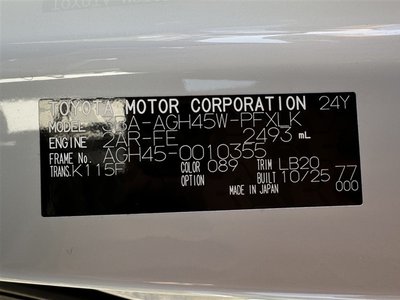 TOYOTA MOTOR CORPORATION 24Y
MODEL 3BA-AGH45W-PFXLK
ENGINE 2AR-FE 2493 mL
FRAME No. AGH45-0010355
TRANS. K115F COLOR 089 TRIM LB20 77
OPTION BUILT 10/25 000
MADE IN JAPAN